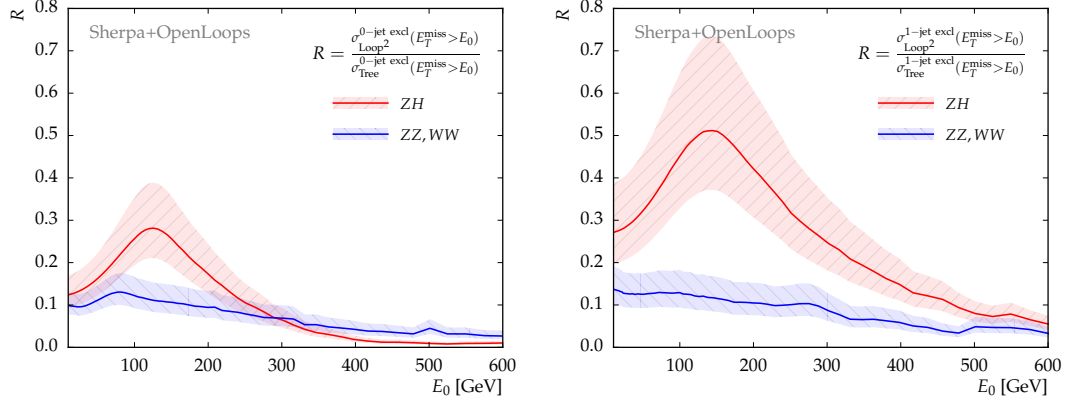 R
0.8
0.7
0.6
0.5
0.4
0.3
0.2
0.1
0.0
Sherpa+OpenLoops
R = σ^{0-jet excl}_{Loop²}(E_T^{miss}>E_0) / σ^{0-jet excl}_{Tree}(E_T^{miss}>E_0)
ZH
ZZ, WW
100 200 300 400 500 600
E_0 [GeV]
R
0.8
0.7
0.6
0.5
0.4
0.3
0.2
0.1
0.0
Sherpa+OpenLoops
R = σ^{1-jet excl}_{Loop²}(E_T^{miss}>E_0) / σ^{1-jet excl}_{Tree}(E_T^{miss}>E_0)
ZH
ZZ, WW
100 200 300 400 500 600
E_0 [GeV]